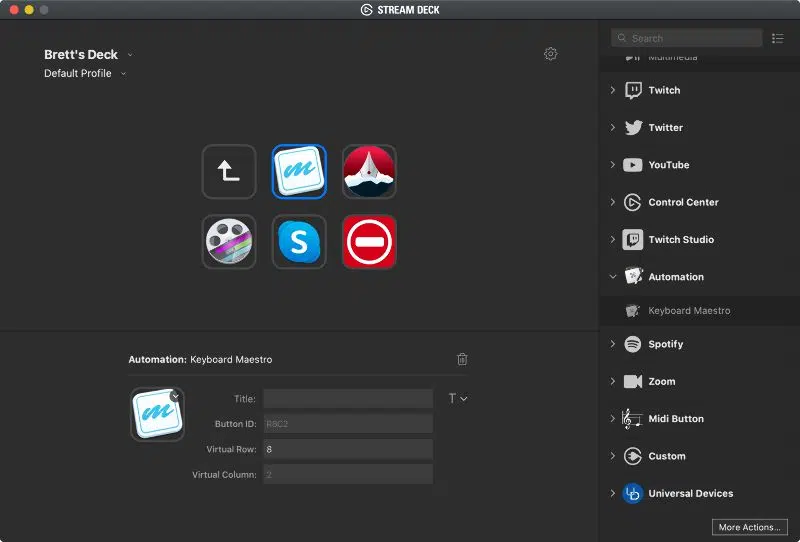 STREAM DECK
Brett's Deck
Default Profile
Search
Multimedia
Twitch
Twitter
YouTube
Control Center
Twitch Studio
Automation
Keyboard Maestro
Spotify
Zoom
Midi Button
Custom
Universal Devices
More Actions...
m
S
Automation: Keyboard Maestro
m
Title:
T
Button ID: R8C2
Virtual Row: 8
Virtual Column: 2